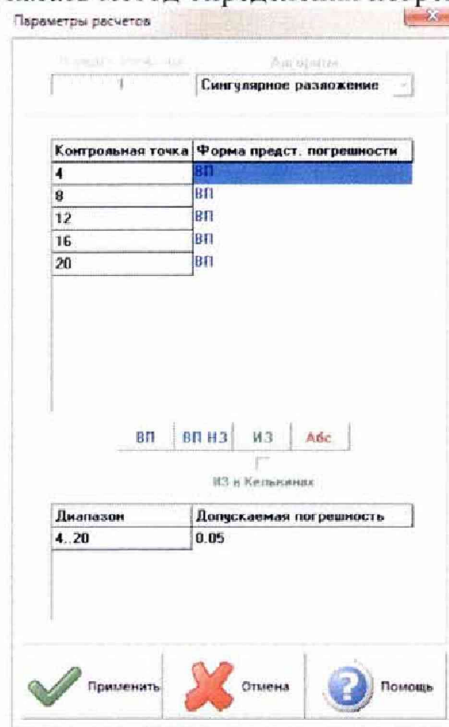 Параметры расчетов
1
Сингулярное разложение
Контрольная точка Форма предст. погрешности
4 ВП
8 ВП
12 ВП
16 ВП
20 ВП
ВП ВП НЗ ИЗ Абс
ИЗ в Кельвинах
Диапазон Допускаемая погрешность
4..20 0.05
Применить Отмена Помощь